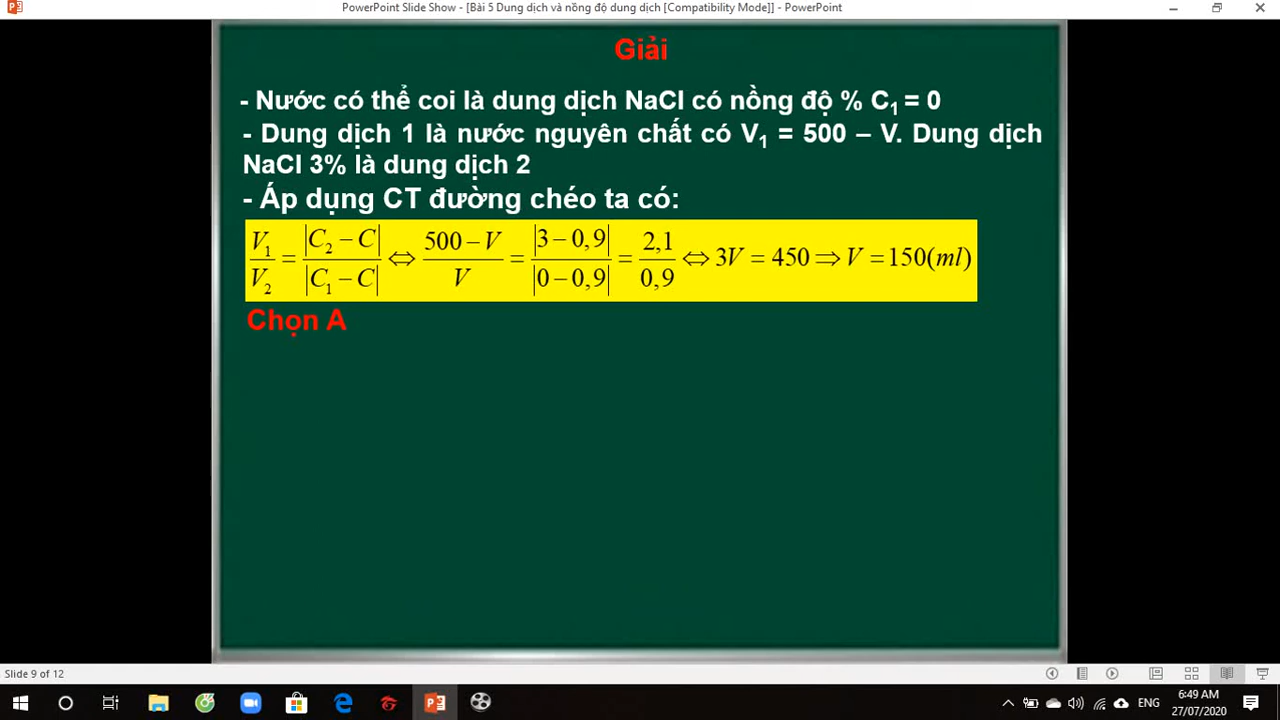 PowerPoint Slide Show - [Bài 5 Dung dịch và nồng độ dung dịch [Compatibility Mode]] - PowerPoint
Giải
- Nước có thể coi là dung dịch NaCl có nồng độ % C₁ = 0
- Dung dịch 1 là nước nguyên chất có V₁ = 500 – V. Dung dịch
NaCl 3% là dung dịch 2
- Áp dụng CT đường chéo ta có:
V₁/V₂ = |C₂ − C|/|C₁ − C| ⇔ (500 − V)/V = |3 − 0,9|/|0 − 0,9| = 2,1/0,9 ⇔ 3V = 450 ⇒ V = 150(ml)
Chọn A
Slide 9 of 12
ENG
6:49 AM
27/07/2020